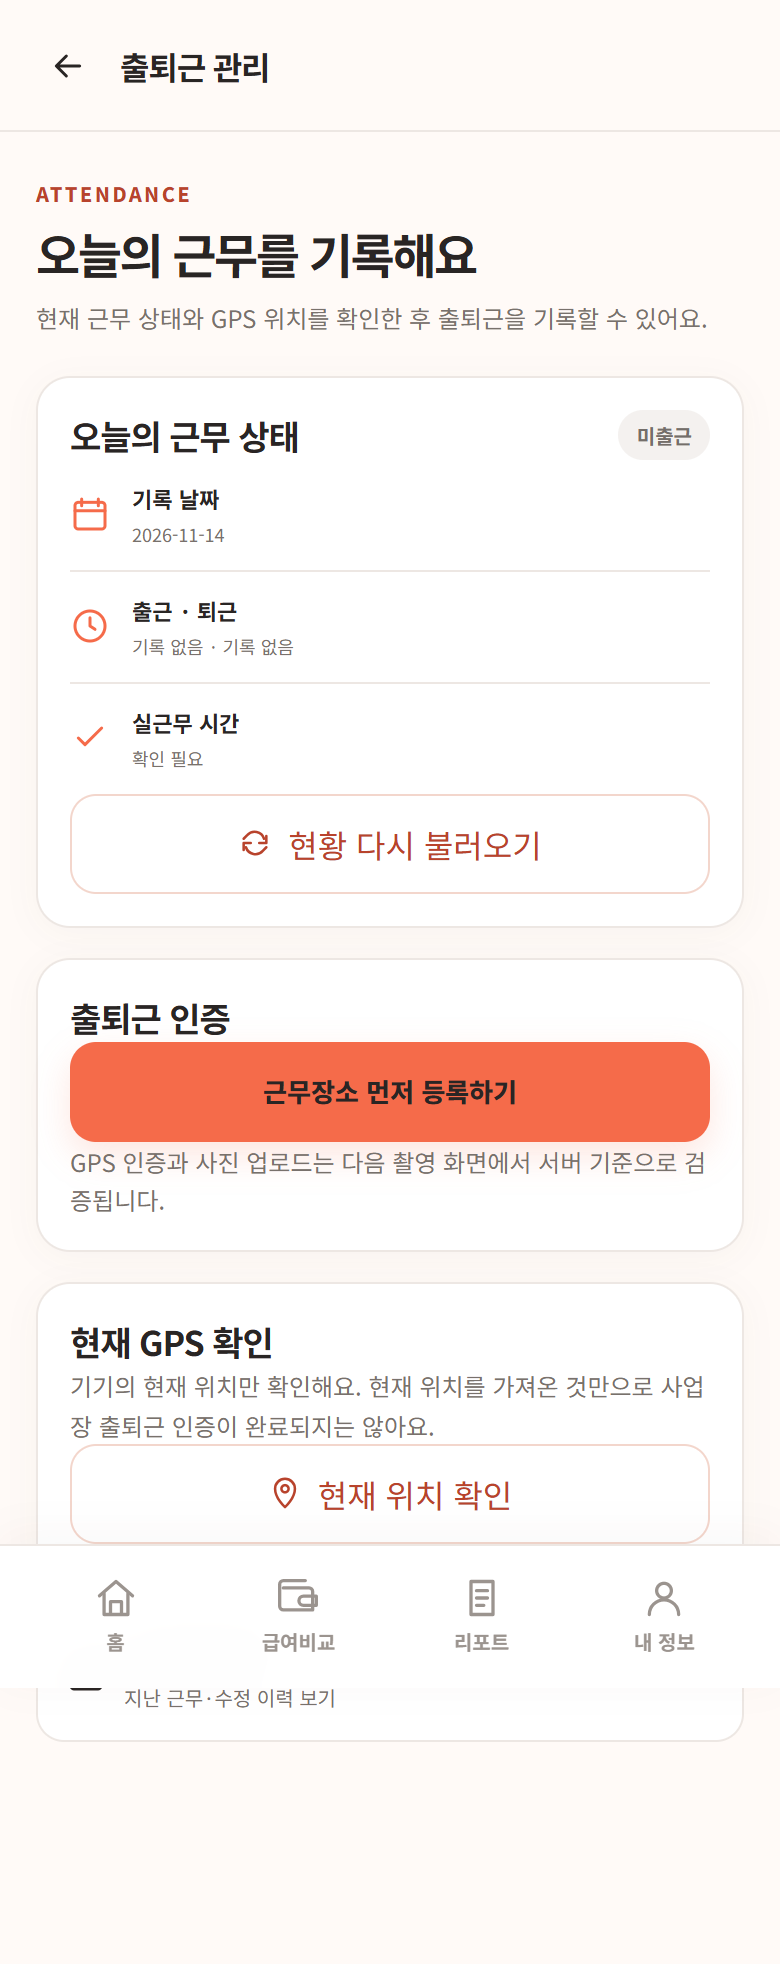 출퇴근 관리
ATTENDANCE
오늘의 근무를 기록해요
현재 근무 상태와 GPS 위치를 확인한 후 출퇴근을 기록할 수 있어요.
오늘의 근무 상태
미출근
기록 날짜
2026-11-14
출근 · 퇴근
기록 없음 · 기록 없음
실근무 시간
확인 필요
현황 다시 불러오기
출퇴근 인증
근무장소 먼저 등록하기
GPS 인증과 사진 업로드는 다음 촬영 화면에서 서버 기준으로 검
증됩니다.
현재 GPS 확인
기기의 현재 위치만 확인해요. 현재 위치를 가져온 것만으로 사업
장 출퇴근 인증이 완료되지는 않아요.
현재 위치 확인
홈
급여비교
리포트
내 정보
지난 근무·수정 이력 보기